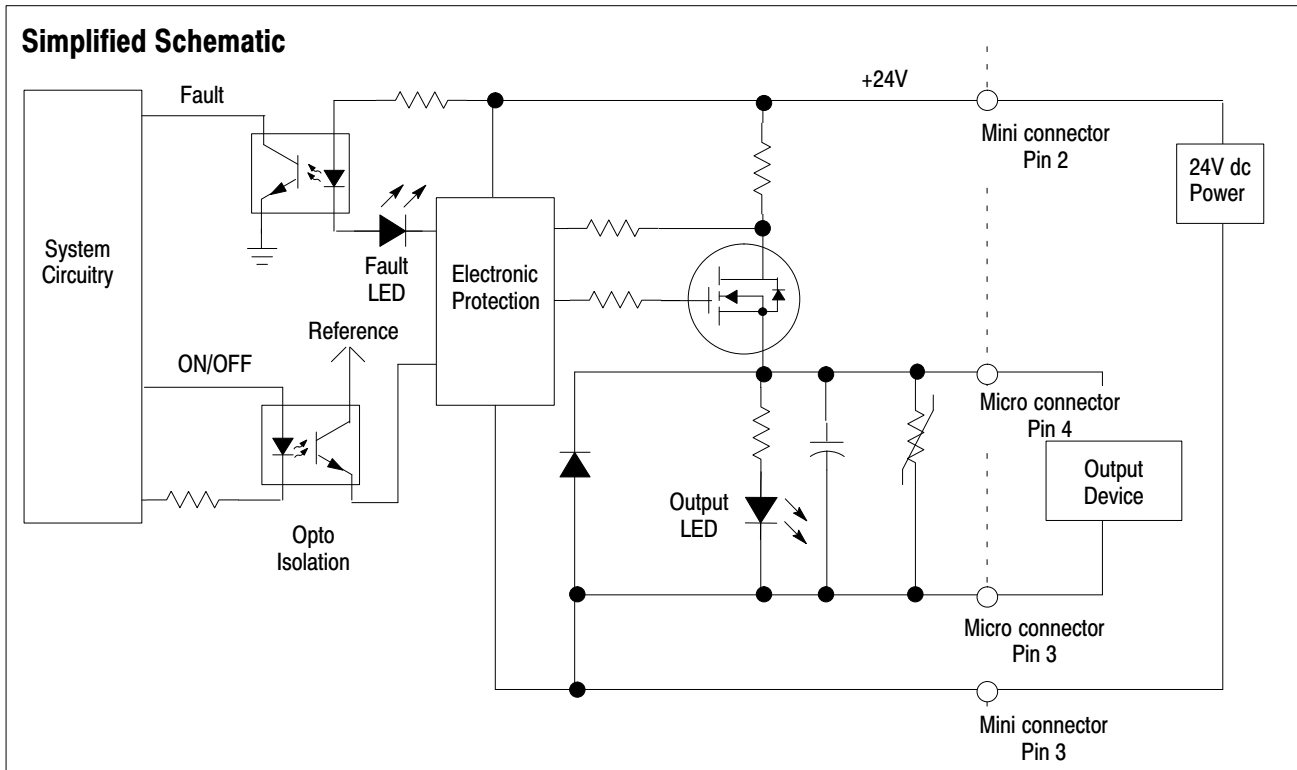 Simplified Schematic
Fault
+24V
Mini connector
Pin 2
24V dc
Power
System
Circuitry
Fault
LED
Electronic
Protection
Reference
ON/OFF
Micro connector
Pin 4
Output
Device
Output
LED
Opto
Isolation
Micro connector
Pin 3
Mini connector
Pin 3